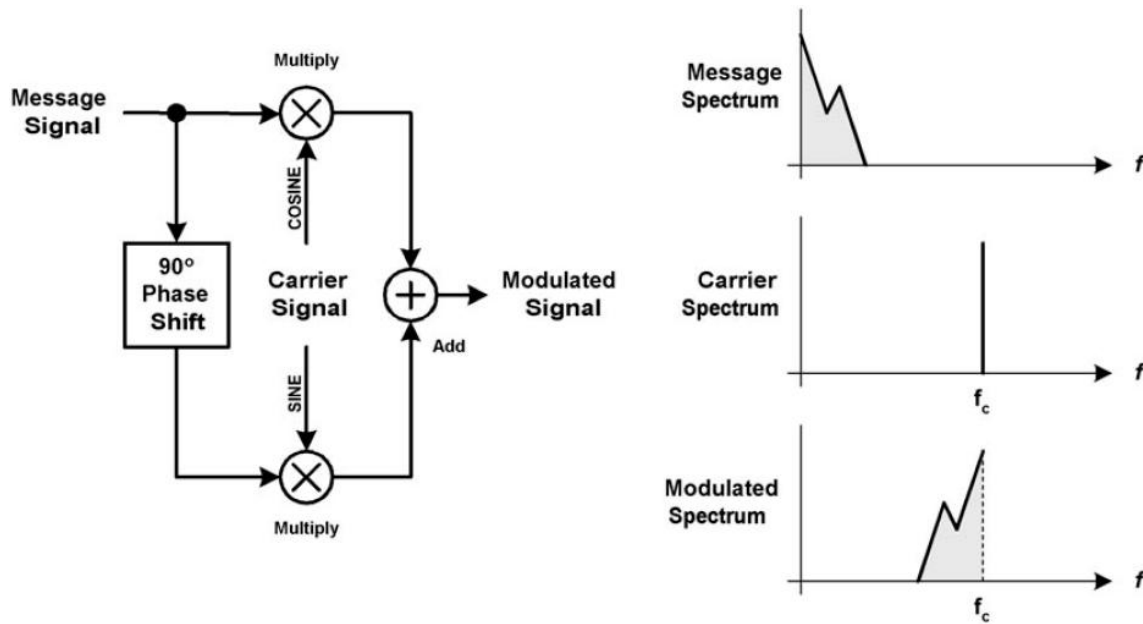 Multiply
Message
Signal
COSINE
90°
Phase
Shift
Carrier
Signal
Modulated
Signal
Add
SINE
Multiply
Message
Spectrum
f
Carrier
Spectrum
f
fc
Modulated
Spectrum
f
fc